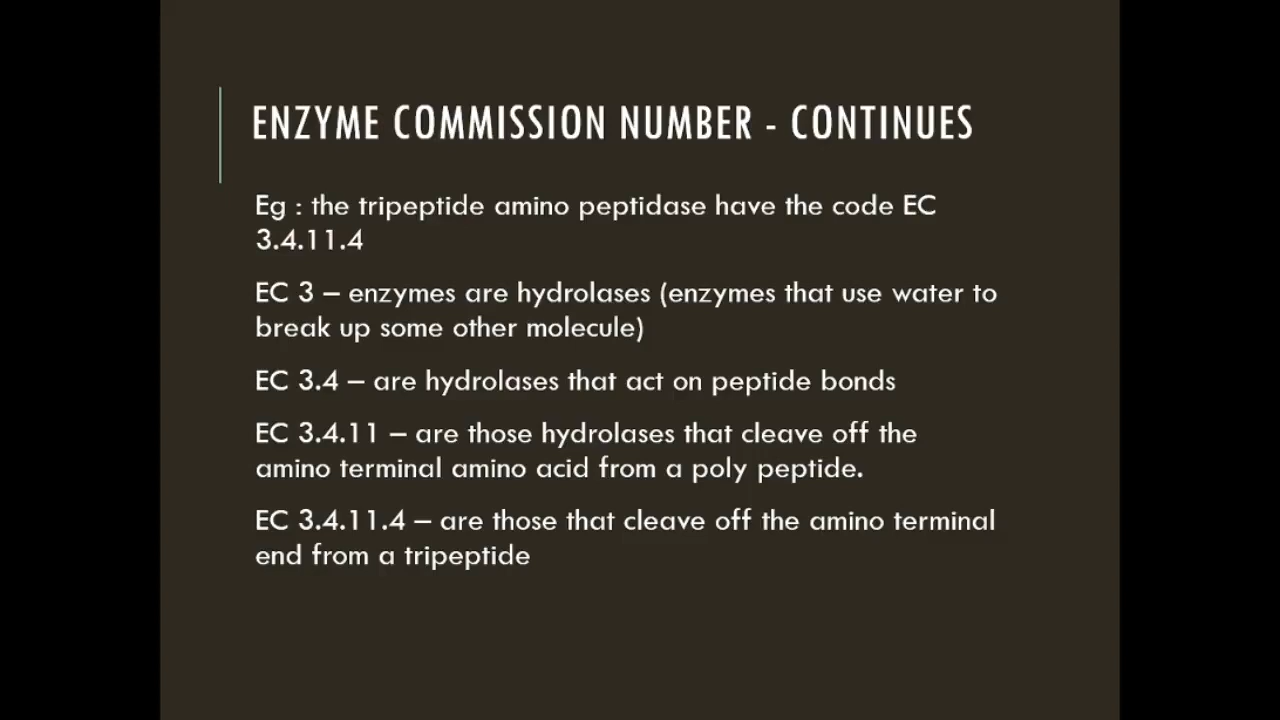 ENZYME COMMISSION NUMBER - CONTINUES
Eg : the tripeptide amino peptidase have the code EC
3.4.11.4
EC 3 – enzymes are hydrolases (enzymes that use water to
break up some other molecule)
EC 3.4 – are hydrolases that act on peptide bonds
EC 3.4.11 – are those hydrolases that cleave off the
amino terminal amino acid from a poly peptide.
EC 3.4.11.4 – are those that cleave off the amino terminal
end from a tripeptide